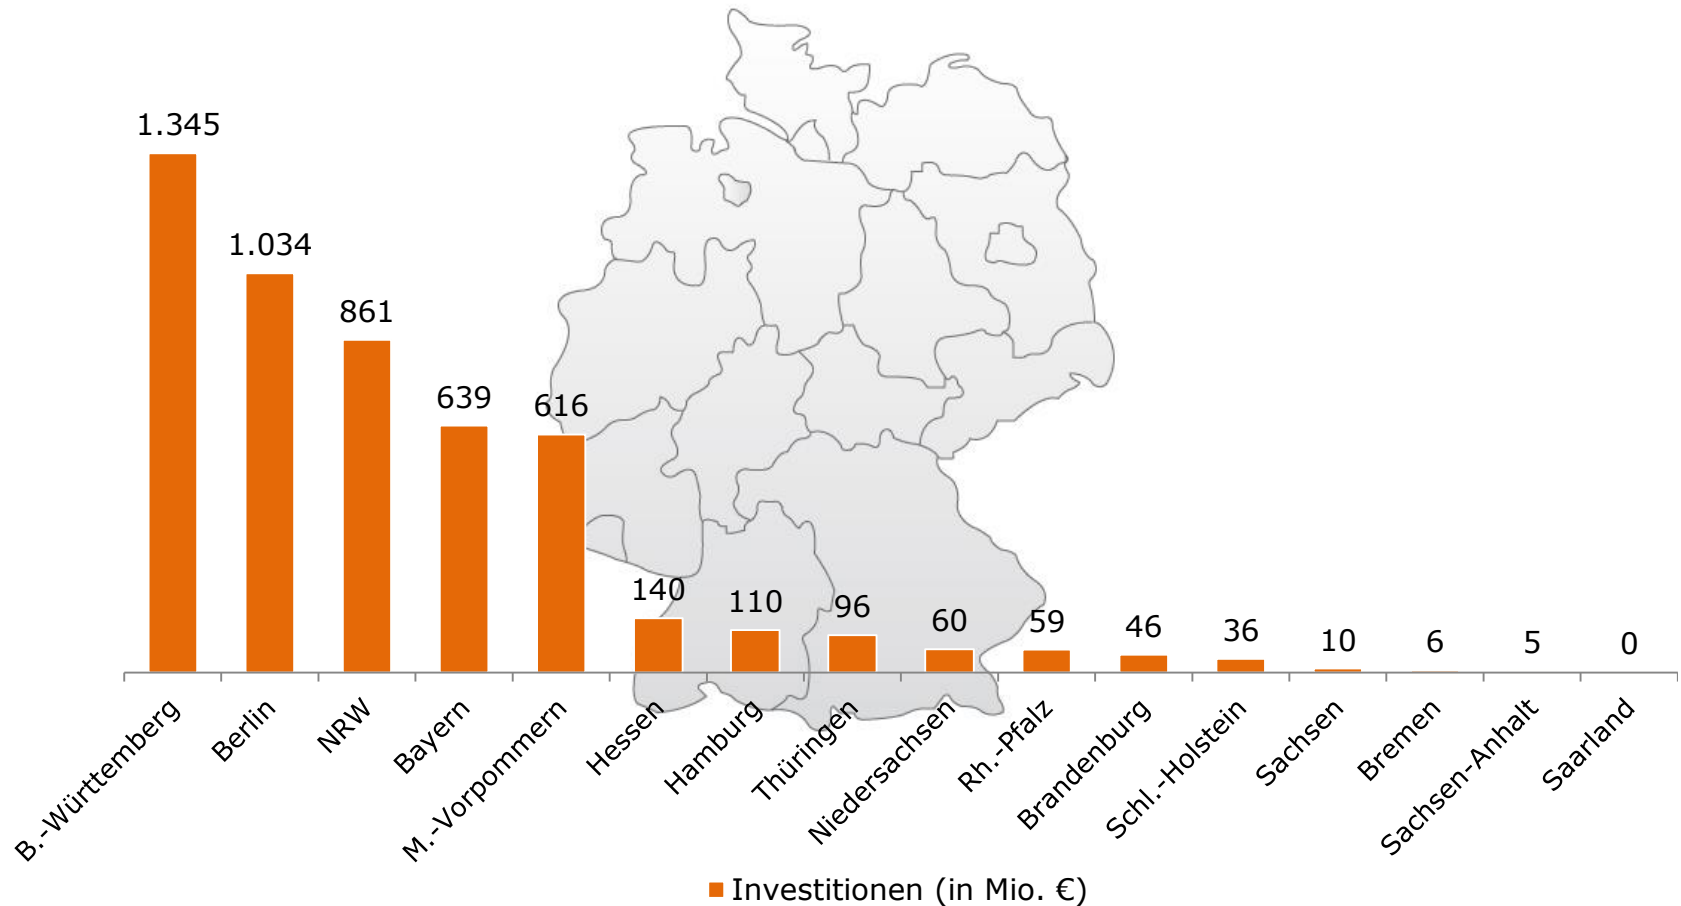 1.345
1.034
861
639
616
140
110
96
60
59
46
36
10
6
5
0
B.-Württemberg
Berlin
NRW
Bayern
M.-Vorpommern
Hessen
Hamburg
Thüringen
Niedersachsen
Rh.-Pfalz
Brandenburg
Schl.-Holstein
Sachsen
Bremen
Sachsen-Anhalt
Saarland
Investitionen (in Mio. €)